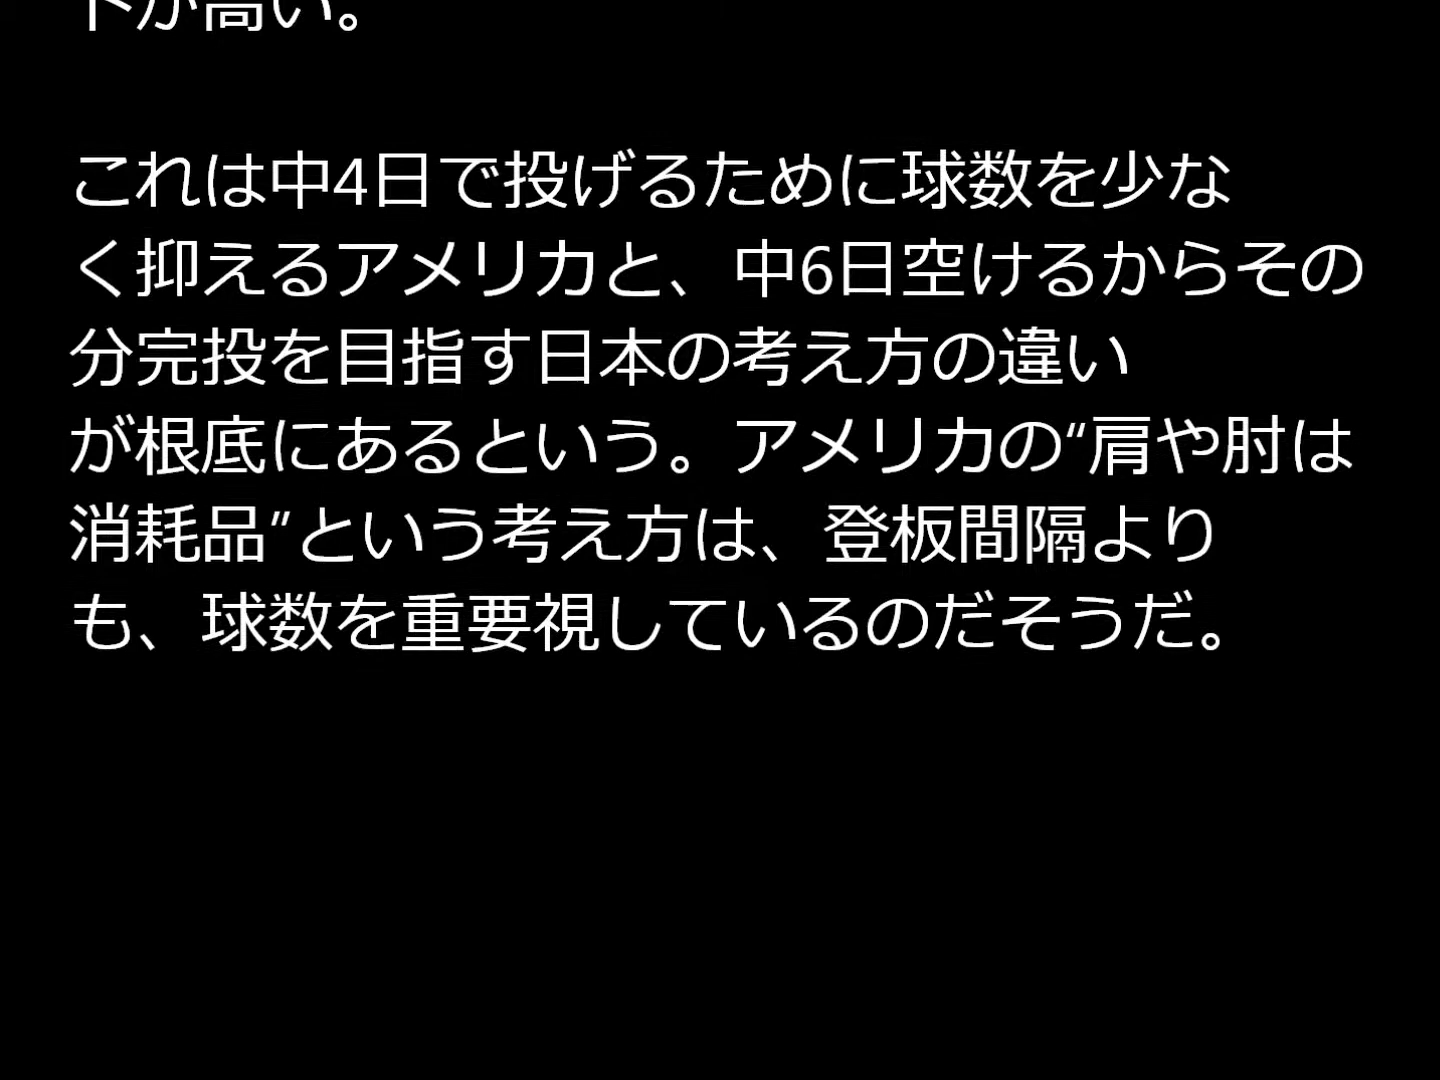 トが高い。
これは中4日で投げるために球数を少な
く抑えるアメリカと、中6日空けるからその
分完投を目指す日本の考え方の違い
が根底にあるという。アメリカの“肩や肘は
消耗品”という考え方は、登板間隔より
も、球数を重要視しているのだそうだ。